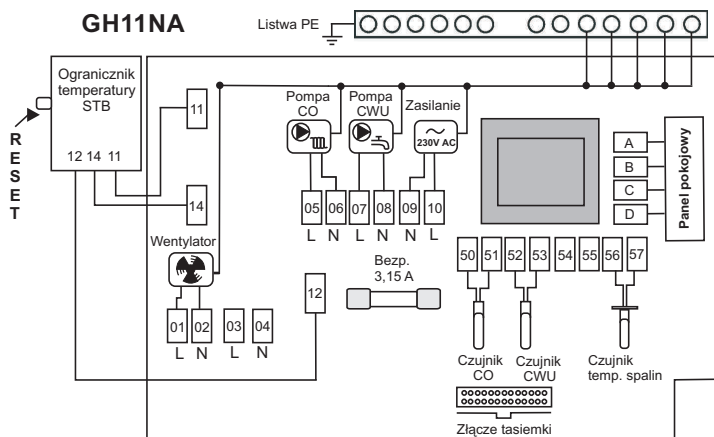 GH11NA
Listwa PE
Ogranicznik
temperatury
STB
RESET
12 14 11
11
14
Pompa
CO
Pompa
CWU
Zasilanie
230V AC
05 06 07 08 09 10
L N L N N L
A
B
C
D
Panel pokojowy
Wentylator
01 02 03 04
L N L N
12
Bezp.
3,15 A
50 51 52 53 54 55 56 57
Czujnik
CO
Czujnik
CWU
Czujnik
temp. spalin
Złącze tasiemki